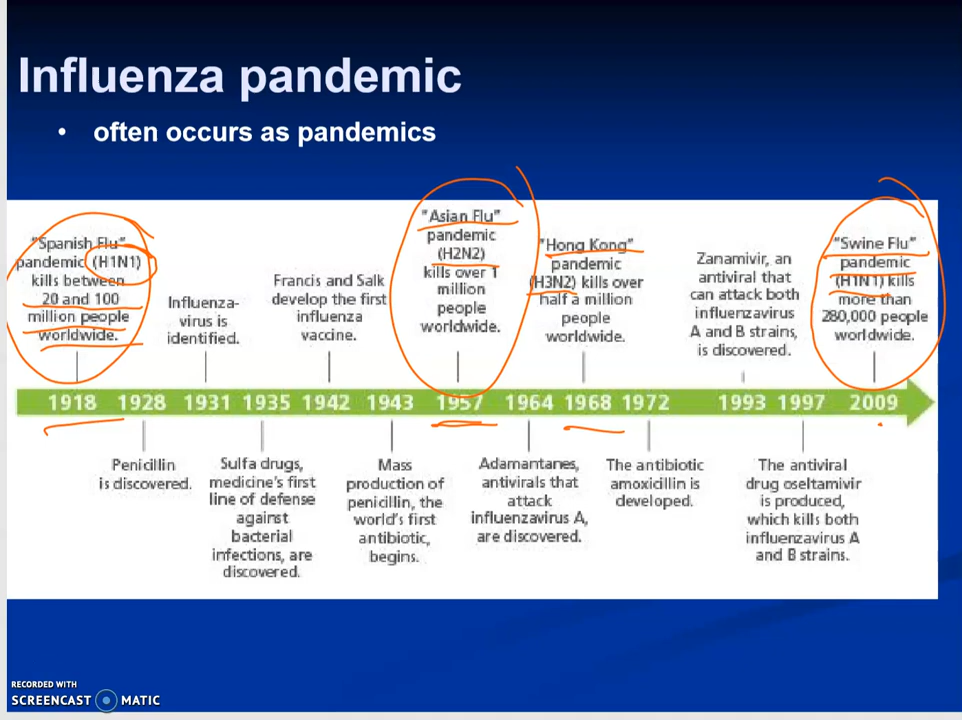 Influenza pandemic
• often occurs as pandemics
"Spanish Flu"
pandemic (H1N1)
kills between
20 and 100
million people
worldwide.
Influenza-
virus is
identified.
Francis and Salk
develop the first
influenza
vaccine.
"Asian Flu"
pandemic
(H2N2)
kills over 1
million
people
worldwide.
"Hong Kong"
pandemic
(H3N2) kills over
half a million
people
worldwide.
Zanamivir, an
antiviral that
can attack both
influenzavirus
A and B strains,
is discovered.
"Swine Flu"
pandemic
(H1N1) kills
more than
280,000 people
worldwide.
1918 1928 1931 1935 1942 1943 1957 1964 1968 1972 1993 1997 2009
Penicillin
is discovered.
Sulfa drugs,
medicine's first
line of defense
against
bacterial
infections, are
discovered.
Mass
production of
penicillin, the
world's first
antibiotic,
begins.
Adamantanes,
antivirals that
attack
influenzavirus A,
are discovered.
The antibiotic
amoxicillin is
developed.
The antiviral
drug oseltamivir
is produced,
which kills both
influenzavirus A
and B strains.
RECORDED WITH
SCREENCAST MATIC